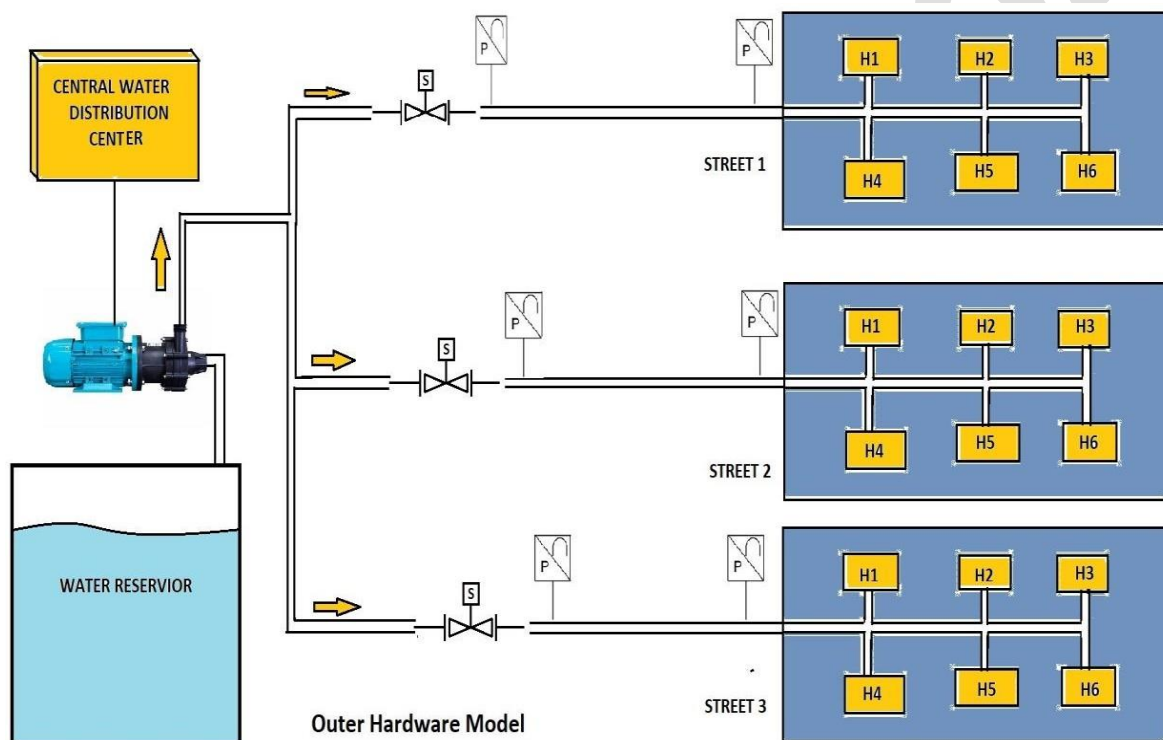 CENTRAL WATER
DISTRIBUTION
CENTER
P
P
S
H1
H2
H3
STREET 1
H4
H5
H6
P
P
S
H1
H2
H3
STREET 2
H4
H5
H6
WATER RESERVIOR
P
P
S
H1
H2
H3
STREET 3
H4
H5
H6
Outer Hardware Model